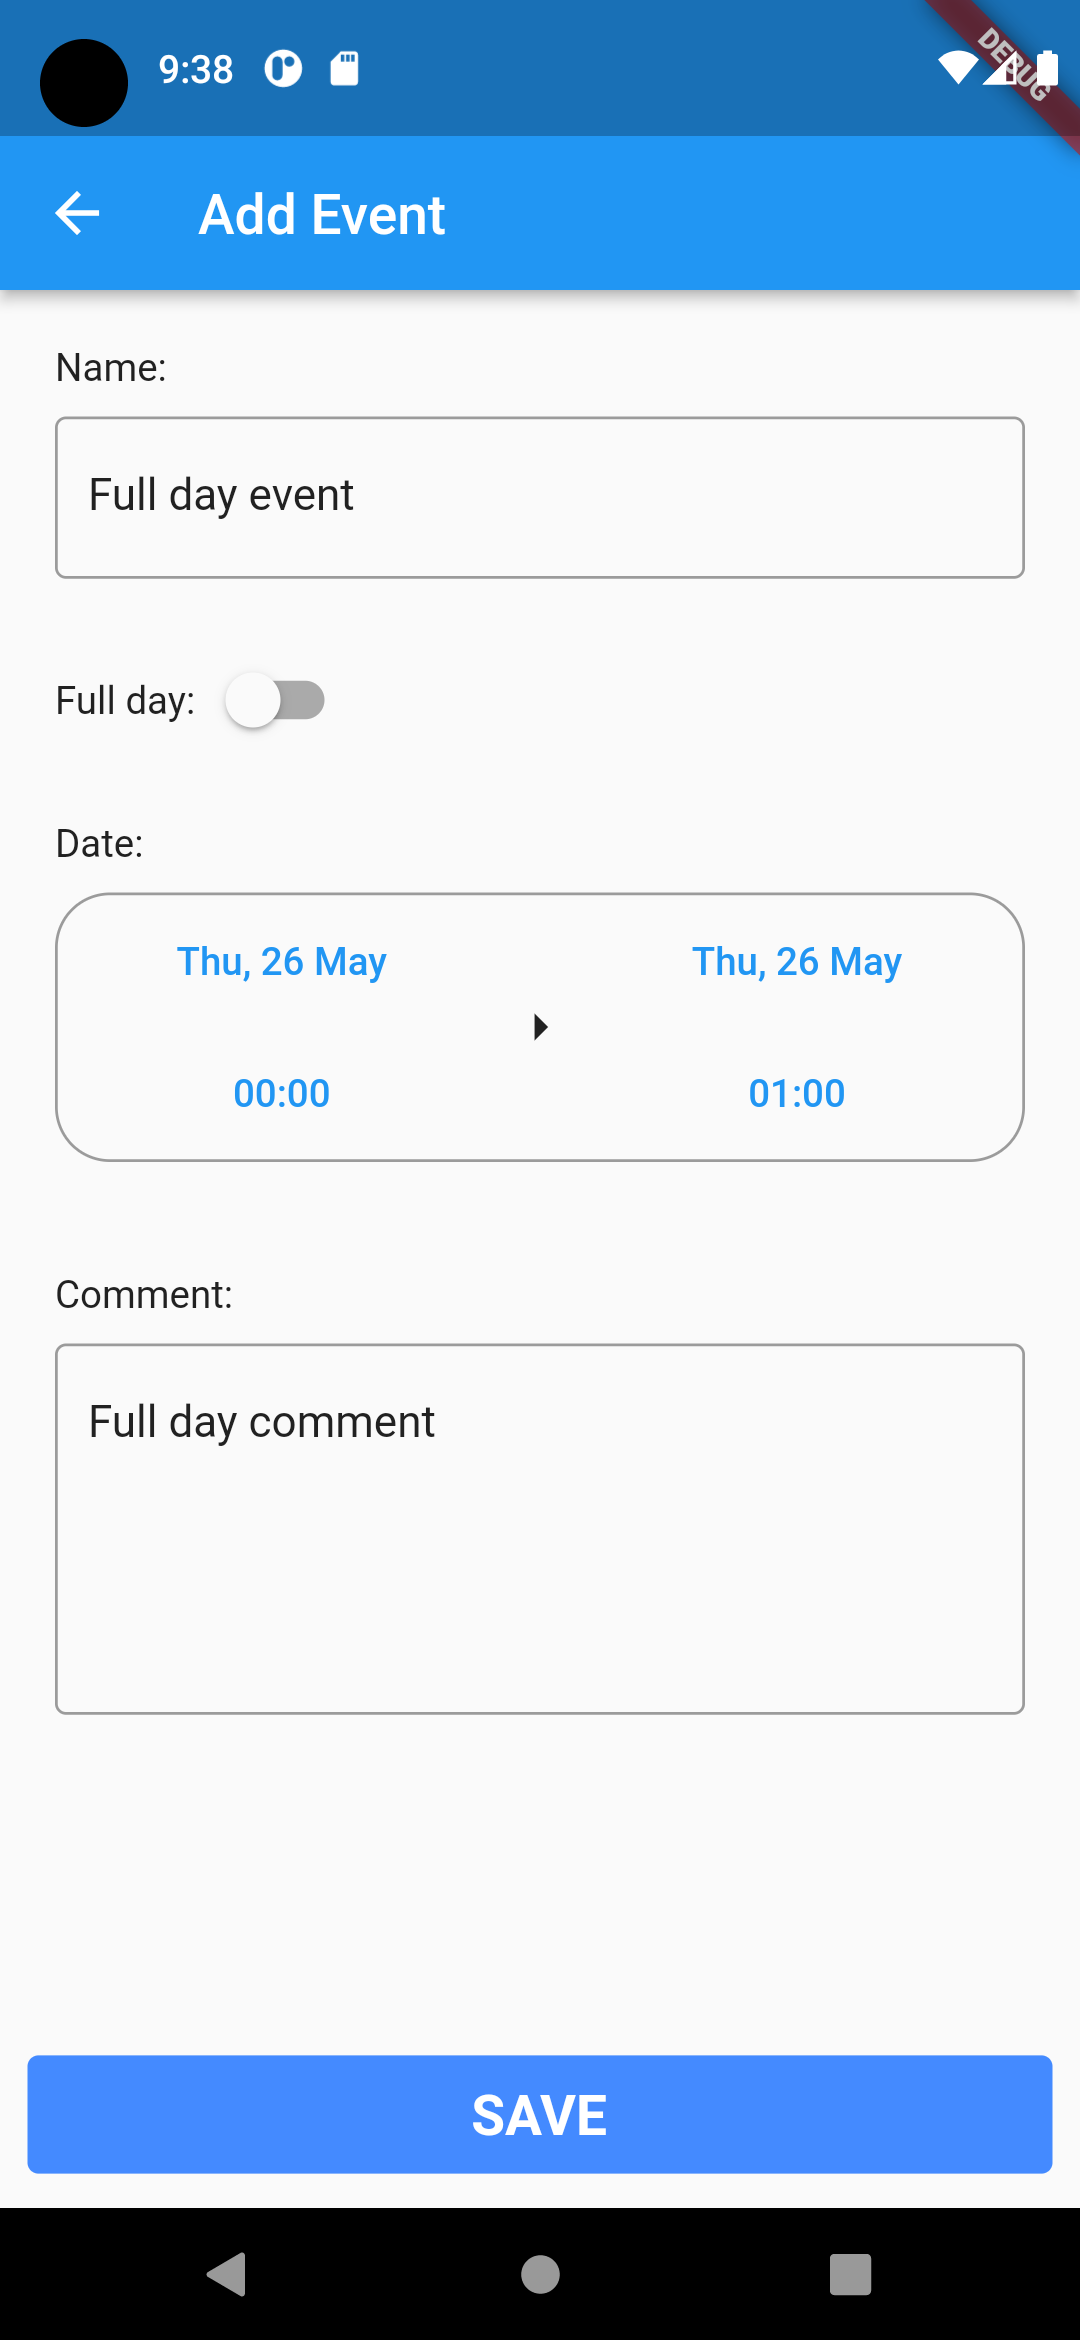 9:38
DEBUG
Add Event
Name:
Full day event
Full day:
Date:
Thu, 26 May
Thu, 26 May
00:00
01:00
Comment:
Full day comment
SAVE